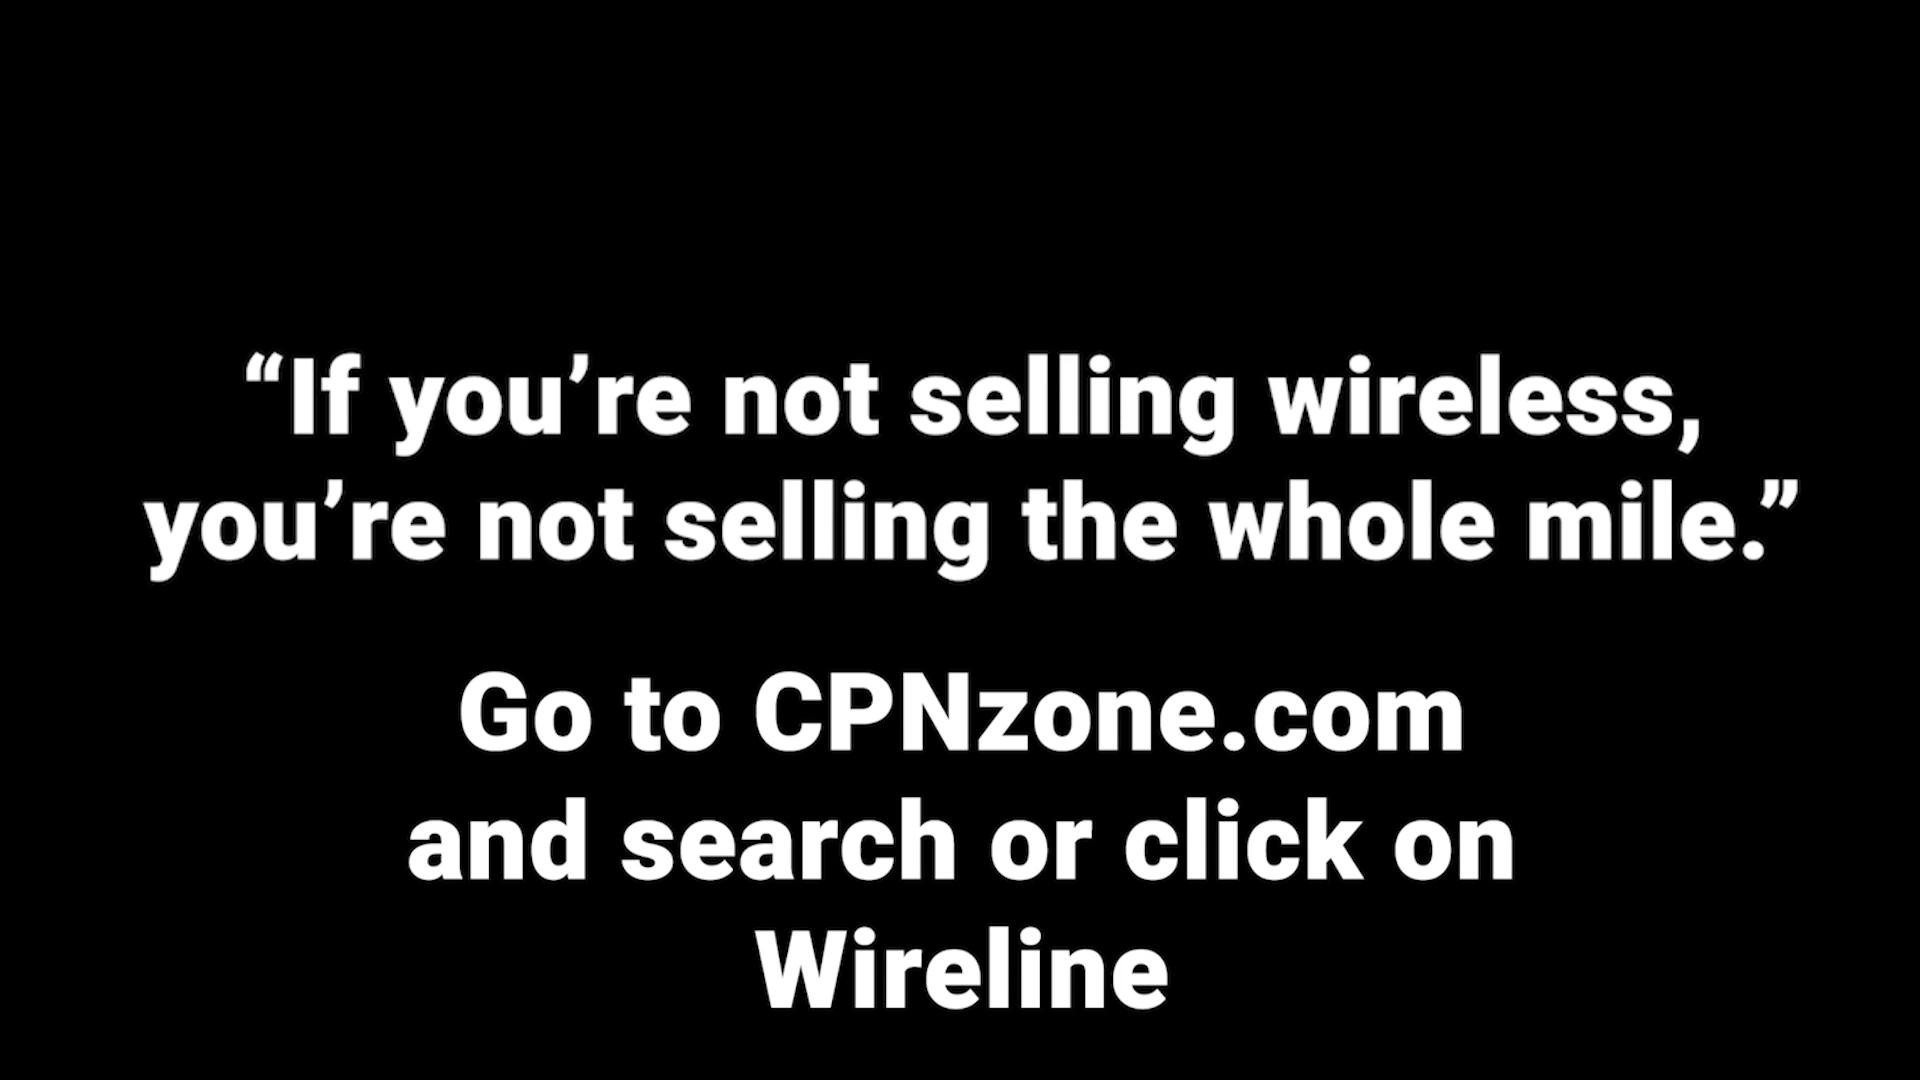 “If you’re not selling wireless,
you’re not selling the whole mile.”
Go to CPNzone.com
and search or click on
Wireline